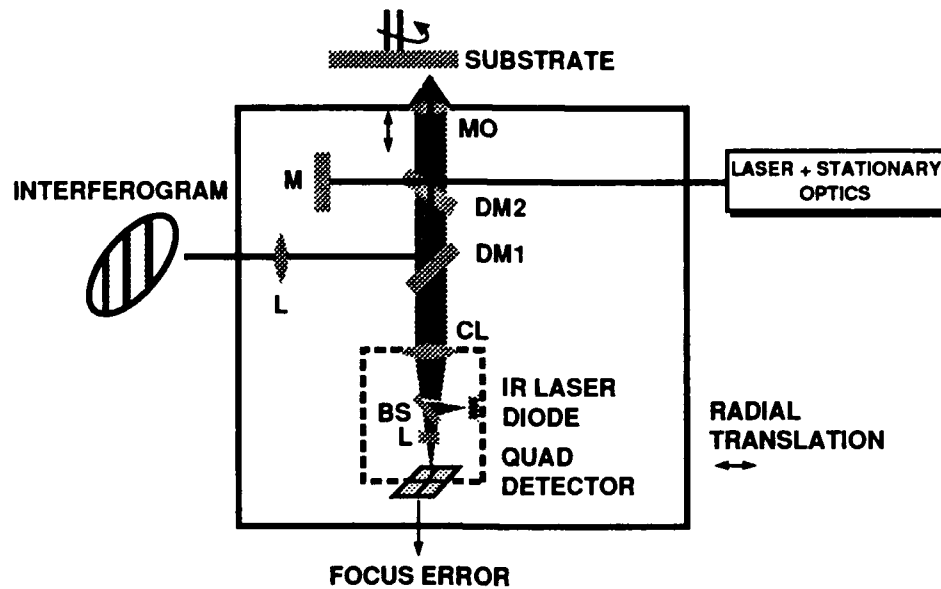 SUBSTRATE
MO
LASER + STATIONARY
OPTICS
M
INTERFEROGRAM
DM2
DM1
L
CL
IR LASER
DIODE
BS
L
QUAD
DETECTOR
RADIAL
TRANSLATION
FOCUS ERROR